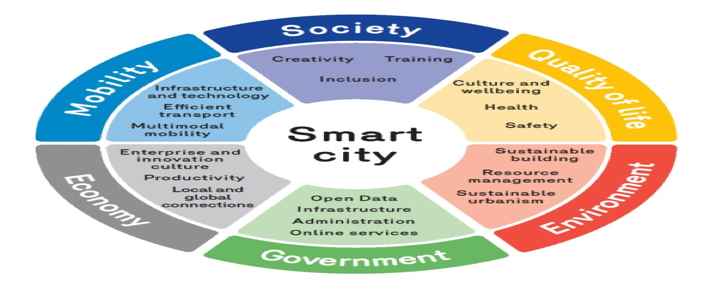 Society
Creativity Training
Inclusion
Quality of life
Culture and
wellbeing
Health
Safety
Environment
Sustainable
building
Resource
management
Sustainable
urbanism
Government
Open Data
Infrastructure
Administration
Online services
Economy
Enterprise and
innovation
culture
Productivity
Local and
global
connections
Mobility
Infrastructure
and technology
Efficient
transport
Multimodal
mobility
Smart
city